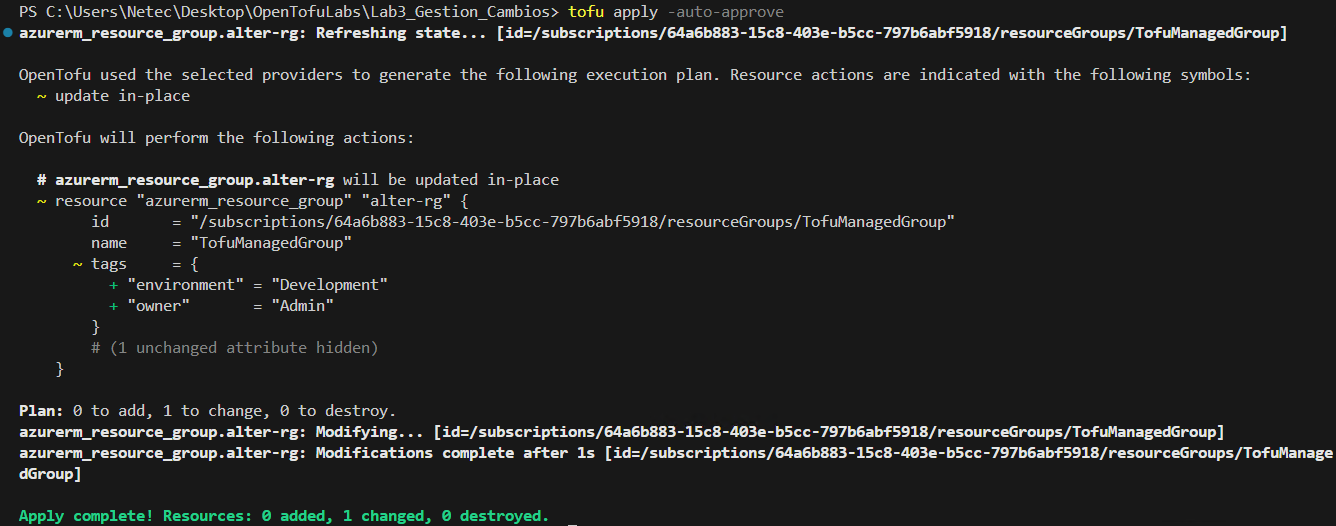 PS C:\Users\Netec\Desktop\OpenTofuLabs\Lab3_Gestion_Cambios> tofu apply -auto-approve
azurerm_resource_group.alter-rg: Refreshing state... [id=/subscriptions/64a6b883-15c8-403e-b5cc-797b6abf5918/resourceGroups/TofuManagedGroup]
OpenTofu used the selected providers to generate the following execution plan. Resource actions are indicated with the following symbols:
  ~ update in-place
OpenTofu will perform the following actions:
  # azurerm_resource_group.alter-rg will be updated in-place
  ~ resource "azurerm_resource_group" "alter-rg" {
        id       = "/subscriptions/64a6b883-15c8-403e-b5cc-797b6abf5918/resourceGroups/TofuManagedGroup"
        name     = "TofuManagedGroup"
      ~ tags     = {
          + "environment" = "Development"
          + "owner"       = "Admin"
        }
        # (1 unchanged attribute hidden)
    }
Plan: 0 to add, 1 to change, 0 to destroy.
azurerm_resource_group.alter-rg: Modifying... [id=/subscriptions/64a6b883-15c8-403e-b5cc-797b6abf5918/resourceGroups/TofuManagedGroup]
azurerm_resource_group.alter-rg: Modifications complete after 1s [id=/subscriptions/64a6b883-15c8-403e-b5cc-797b6abf5918/resourceGroups/TofuManage
dGroup]
Apply complete! Resources: 0 added, 1 changed, 0 destroyed.